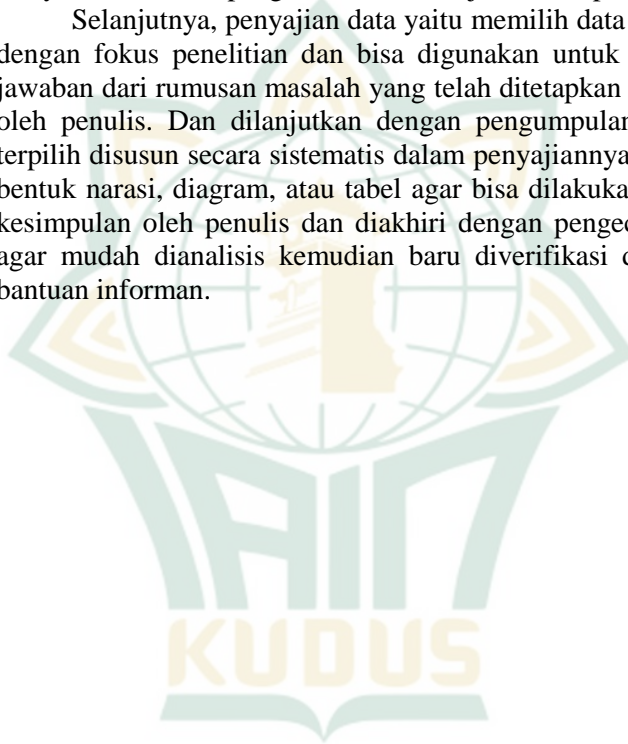 Selanjutnya, penyajian data yaitu memilih data
dengan fokus penelitian dan bisa digunakan untuk
jawaban dari rumusan masalah yang telah ditetapkan
oleh penulis. Dan dilanjutkan dengan pengumpulan
terpilih disusun secara sistematis dalam penyajiannya
bentuk narasi, diagram, atau tabel agar bisa
kesimpulan oleh penulis dan diakhiri dengan
agar mudah dianalisis kemudian baru diverifikasi
bantuan informan.
IAIN
KUDUS